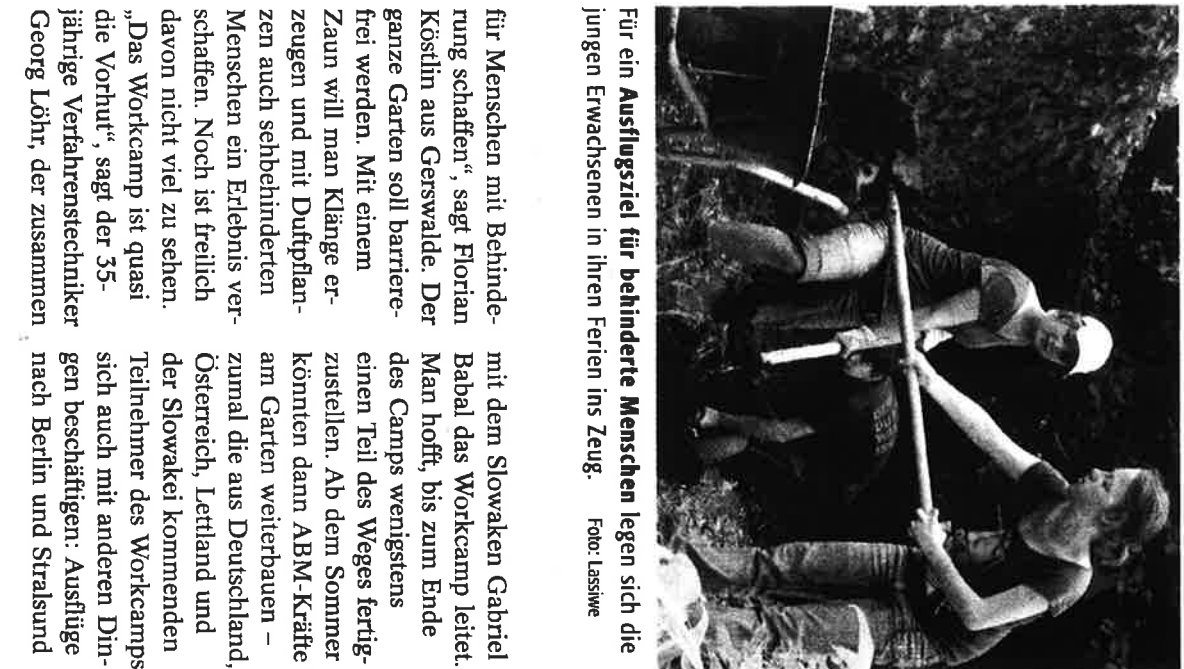 Für ein Ausflugsziel für behinderte Menschen legen sich die
jungen Erwachsenen in ihren Ferien ins Zeug. Foto: Lassiwe
für Menschen mit Behinde-
rung schaffen“, sagt Florian
Köstlin aus Gerswalde. Der
ganze Garten soll barriere-
frei werden. Mit einem
Zaun will man Klänge er-
zeugen und mit Duftpflan-
zen auch sehbehinderten
Menschen ein Erlebnis ver-
schaffen. Noch ist freilich
davon nicht viel zu sehen.
„Das Workcamp ist quasi
die Vorhut“, sagt der 35-
jährige Verfahrenstechniker
Georg Löhr, der zusammen
mit dem Slowaken Gabriel
Babal das Workcamp leitet.
Man hofft, bis zum Ende
des Camps wenigstens
einen Teil des Weges fertig-
zustellen. Ab dem Sommer
könnten dann ABM-Kräfte
am Garten weiterbauen –
zumal die aus Deutschland,
Österreich, Lettland und
der Slowakei kommenden
Teilnehmer des Workcamps
sich auch mit anderen Din-
gen beschäftigen: Ausflüge
nach Berlin und Stralsund